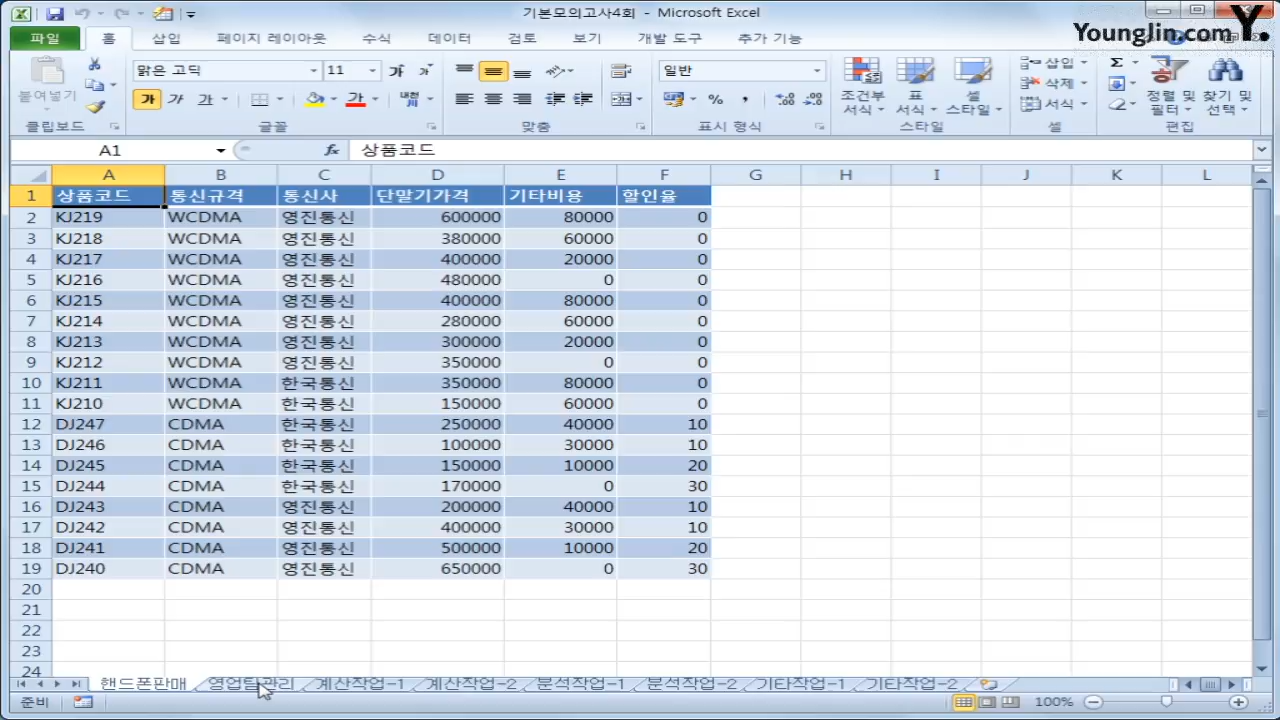 기본모의고사4회 - Microsoft Excel
YoungJin.com Y.
파일 홈 삽입 페이지 레이아웃 수식 데이터 검토 보기 개발 도구 추가 기능
붙여넣기
맑은 고딕 11 가 가
가 가 가 내천
일반
%
조건부 서식
표 서식
셀 스타일
삽입
삭제
서식
Σ
정렬 및 필터
찾기 및 선택
클립보드 글꼴 맞춤 표시 형식 스타일 셀 편집
A1 fx 상품코드
A B C D E F G H I J K L
1 상품코드 통신규격 통신사 단말기가격 기타비용 할인율
2 KJ219 WCDMA 영진통신 600000 80000 0
3 KJ218 WCDMA 영진통신 380000 60000 0
4 KJ217 WCDMA 영진통신 400000 20000 0
5 KJ216 WCDMA 영진통신 480000 0 0
6 KJ215 WCDMA 영진통신 400000 80000 0
7 KJ214 WCDMA 영진통신 280000 60000 0
8 KJ213 WCDMA 영진통신 300000 20000 0
9 KJ212 WCDMA 영진통신 350000 0 0
10 KJ211 WCDMA 한국통신 350000 80000 0
11 KJ210 WCDMA 한국통신 150000 60000 0
12 DJ247 CDMA 한국통신 250000 40000 10
13 DJ246 CDMA 한국통신 100000 30000 10
14 DJ245 CDMA 한국통신 150000 10000 20
15 DJ244 CDMA 한국통신 170000 0 30
16 DJ243 CDMA 영진통신 200000 40000 10
17 DJ242 CDMA 영진통신 400000 30000 10
18 DJ241 CDMA 영진통신 500000 10000 20
19 DJ240 CDMA 영진통신 650000 0 30
20
21
22
23
24
핸드폰판매 영업팀관리 계산작업-1 계산작업-2 분석작업-1 분석작업-2 기타작업-1 기타작업-2
준비 100%